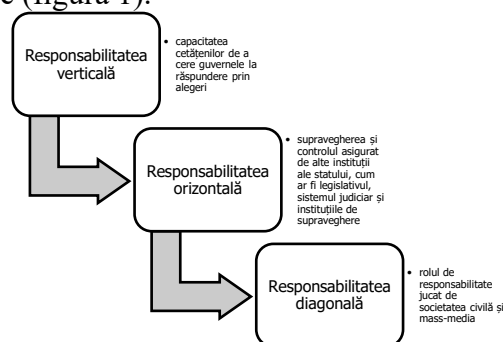 (figura 1).
Responsabilitatea
verticală
• capacitatea
cetățenilor de a
cere guvernele la
răspundere prin
alegeri
Responsabilitatea
orizontală
• supravegherea și
controlul asigurat
de alte instituții
ale statului, cum
ar fi legislativul,
sistemul judiciar și
instituțiile de
supraveghere
Responsabilitatea
diagonală
• rolul de
responsabilitate
jucat de
societatea civilă și
mass-media